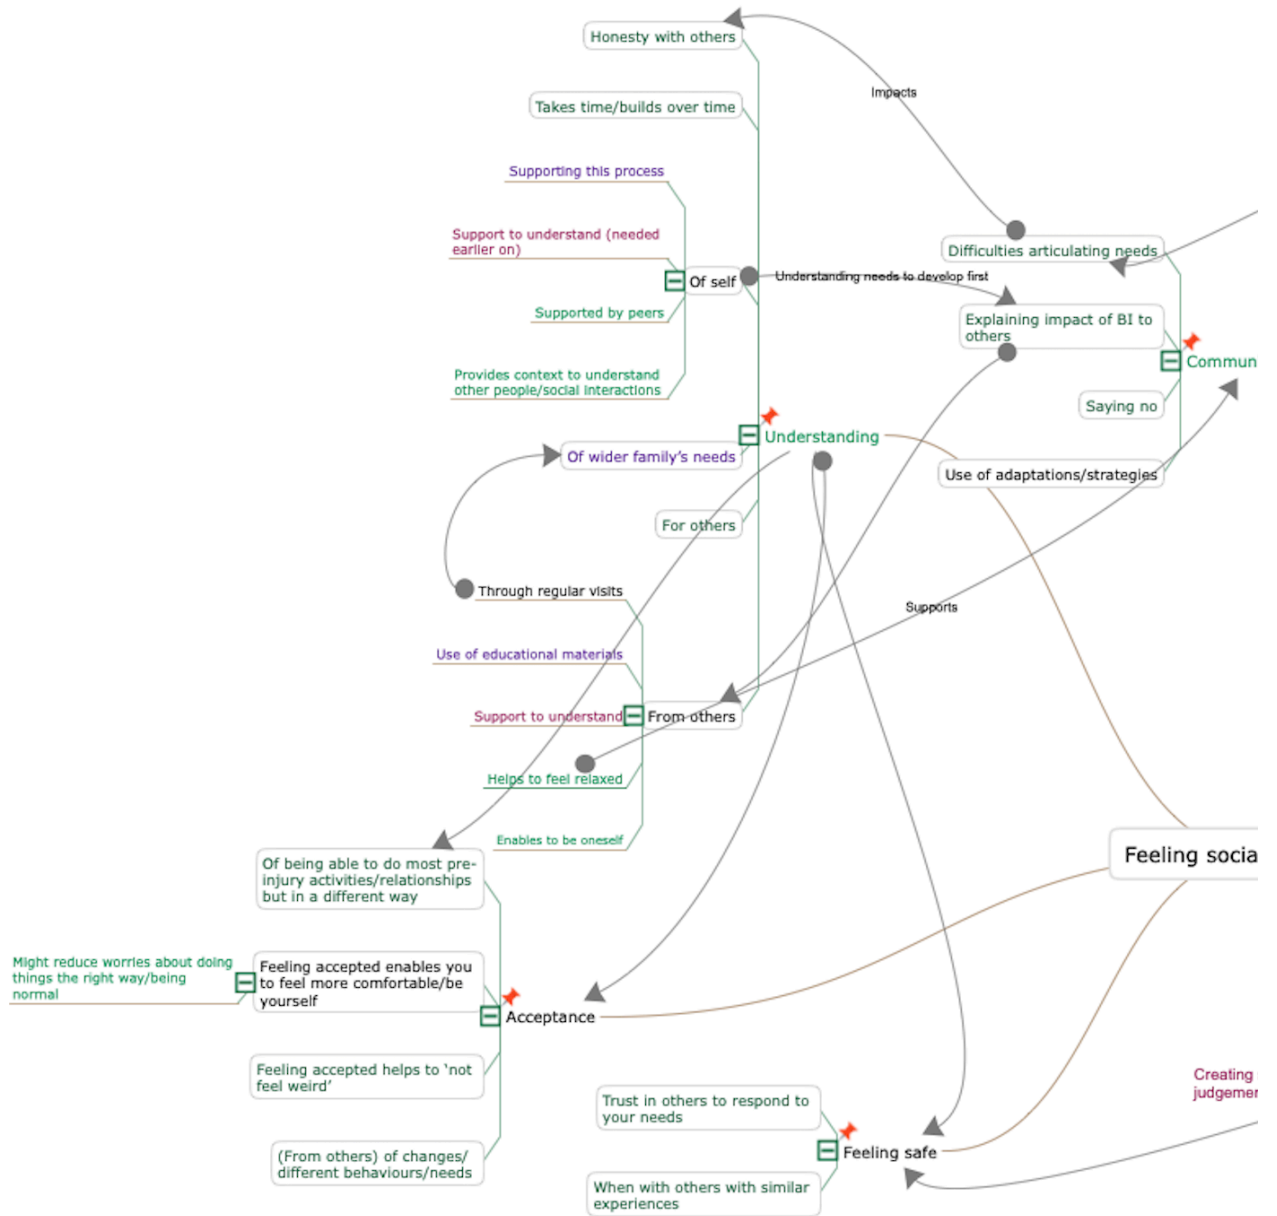 Honesty with others
Impacts
Takes time/builds over time
Supporting this process
Support to understand (needed
earlier on)
Difficulties articulating needs
Of self
Understanding needs to develop first
Supported by peers
Explaining impact of BI to
others
Commun
Provides context to understand
other people/social interactions
Saying no
Understanding
Of wider family's needs
Use of adaptations/strategies
For others
Through regular visits
Supports
Use of educational materials
Support to understand
From others
Helps to feel relaxed
Enables to be oneself
Feeling socia
Of being able to do most pre-
injury activities/relationships
but in a different way
Might reduce worries about doing
things the right way/being
normal
Feeling accepted enables you
to feel more comfortable/be
yourself
Acceptance
Feeling accepted helps to ‘not
feel weird’
Creating
judgemen
Trust in others to respond to
your needs
(From others) of changes/
different behaviours/needs
Feeling safe
When with others with similar
experiences